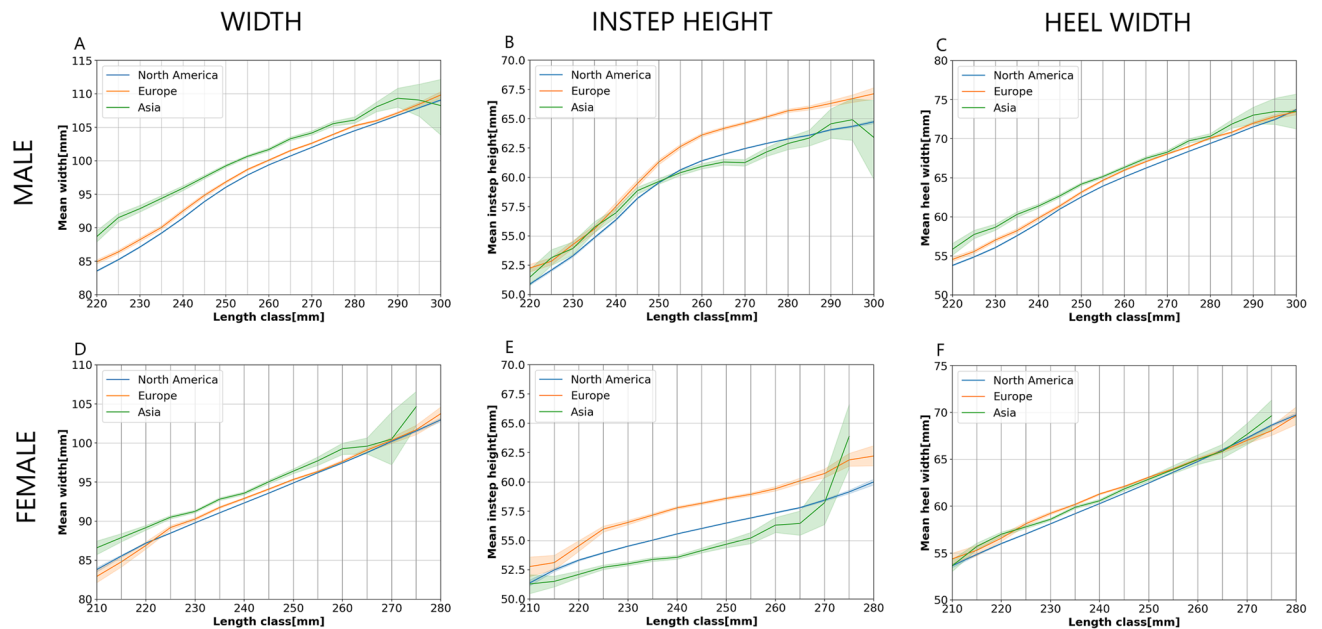 WIDTH
INSTEP HEIGHT
HEEL WIDTH
MALE
FEMALE
A
North America
Europe
Asia
Mean width[mm]
115
110
105
100
95
90
85
80
220 230 240 250 260 270 280 290 300
Length class[mm]
B
North America
Europe
Asia
Mean instep height[mm]
70.0
67.5
65.0
62.5
60.0
57.5
55.0
52.5
50.0
220 230 240 250 260 270 280 290 300
Length class[mm]
C
North America
Europe
Asia
Mean heel width[mm]
80
75
70
65
60
55
50
220 230 240 250 260 270 280 290 300
Length class[mm]
D
North America
Europe
Asia
Mean width[mm]
110
105
100
95
90
85
80
210 220 230 240 250 260 270 280
Length class[mm]
E
North America
Europe
Asia
Mean instep height[mm]
70.0
67.5
65.0
62.5
60.0
57.5
55.0
52.5
50.0
210 220 230 240 250 260 270 280
Length class[mm]
F
North America
Europe
Asia
Mean heel width[mm]
75
70
65
60
55
50
210 220 230 240 250 260 270 280
Length class[mm]